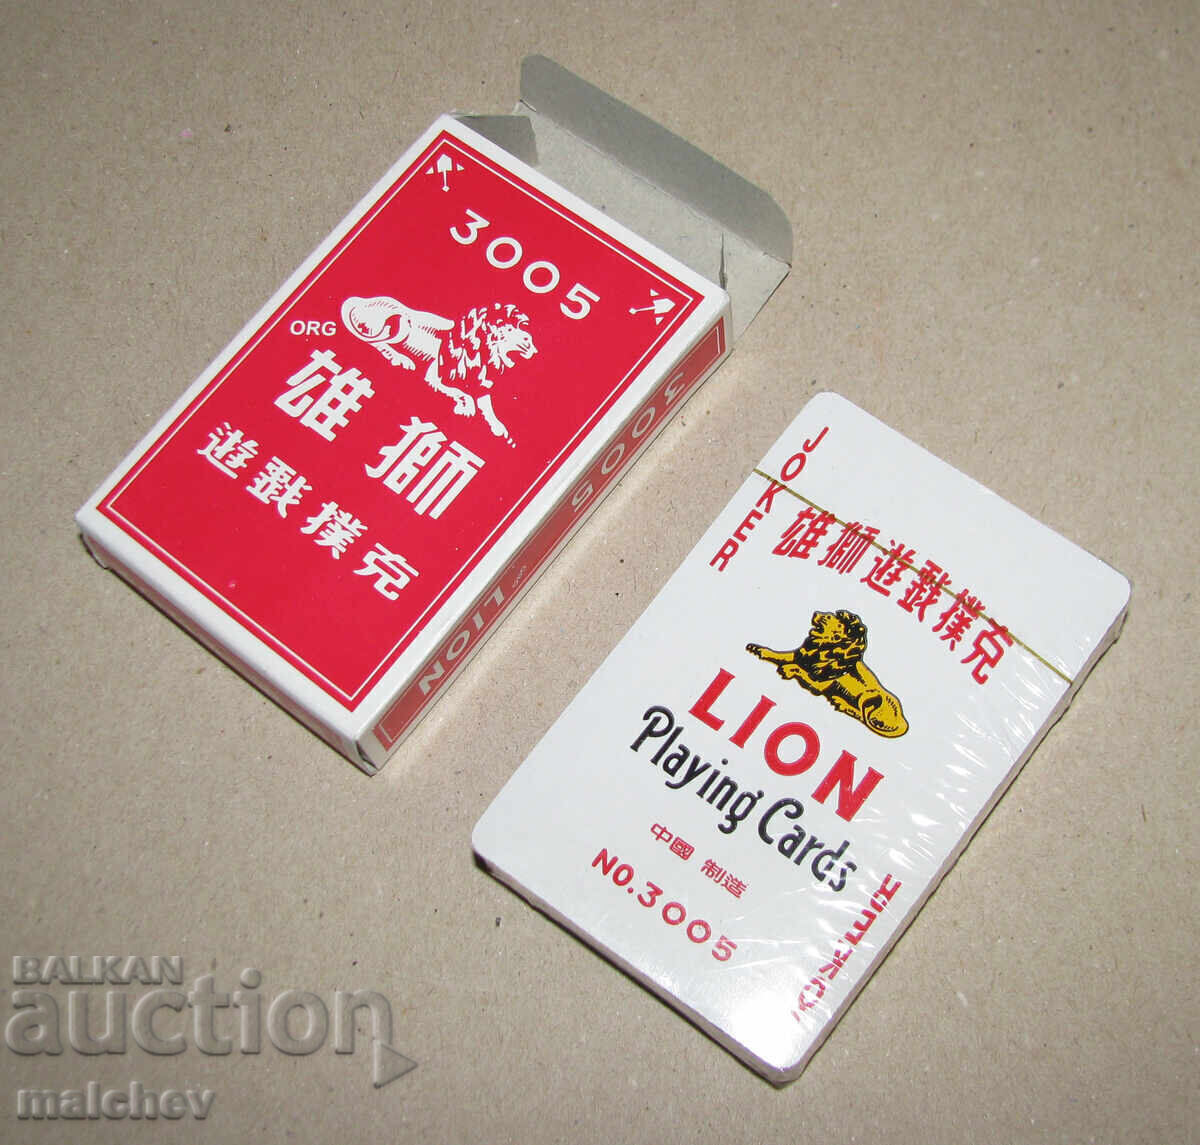 3005
ORG
雄獅
遊戲撲克
3005
LION
JOKER
雄獅遊戲撲克
LION
Playing Cards
中國 制造
NO.3005
JOKER
BALKAN
auction
malchev